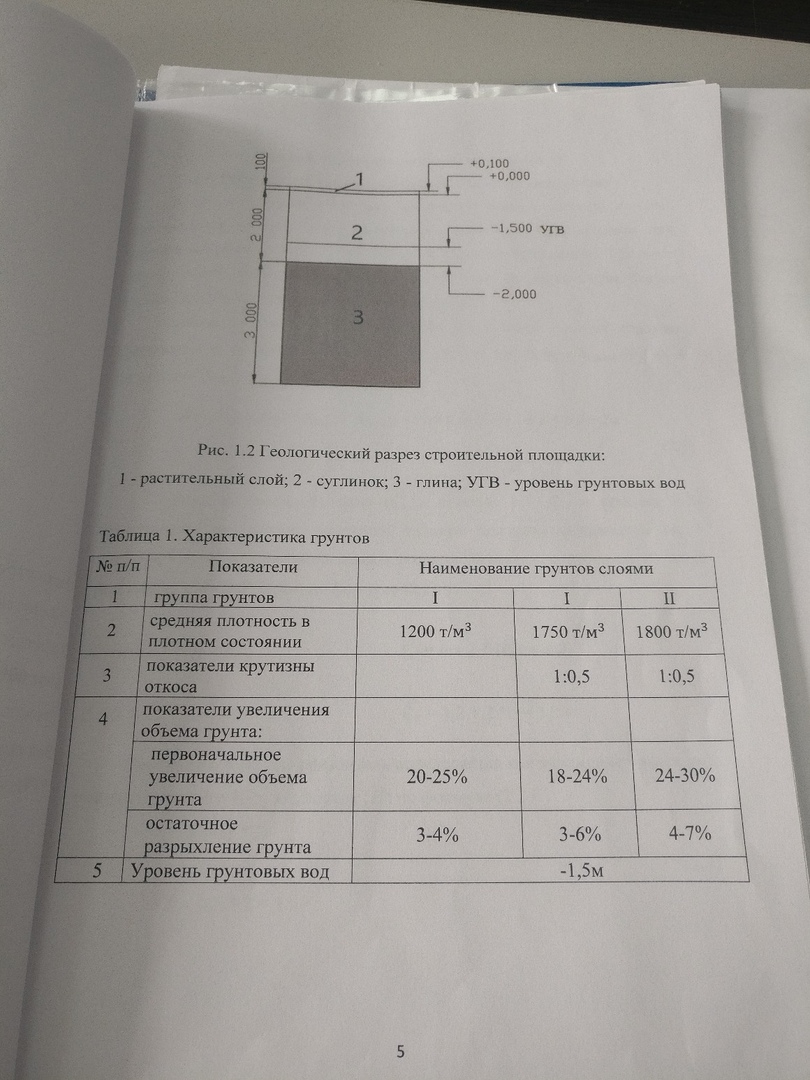 100
+0,100
+0,000
1
2 000
2
-1,500 УГВ
-2,000
3 000
3
Рис. 1.2 Геологический разрез строительной площадки:
1 - растительный слой; 2 - суглинок; 3 - глина; УГВ - уровень грунтовых вод
Таблица 1. Характеристика грунтов
№ п/п Показатели Наименование грунтов слоями
1 группа грунтов I I II
2 средняя плотность в плотном состоянии 1200 т/м³ 1750 т/м³ 1800 т/м³
3 показатели крутизны откоса 1:0,5 1:0,5
4 показатели увеличения объема грунта:
первоначальное увеличение объема грунта 20-25% 18-24% 24-30%
остаточное разрыхление грунта 3-4% 3-6% 4-7%
5 Уровень грунтовых вод -1,5м
5